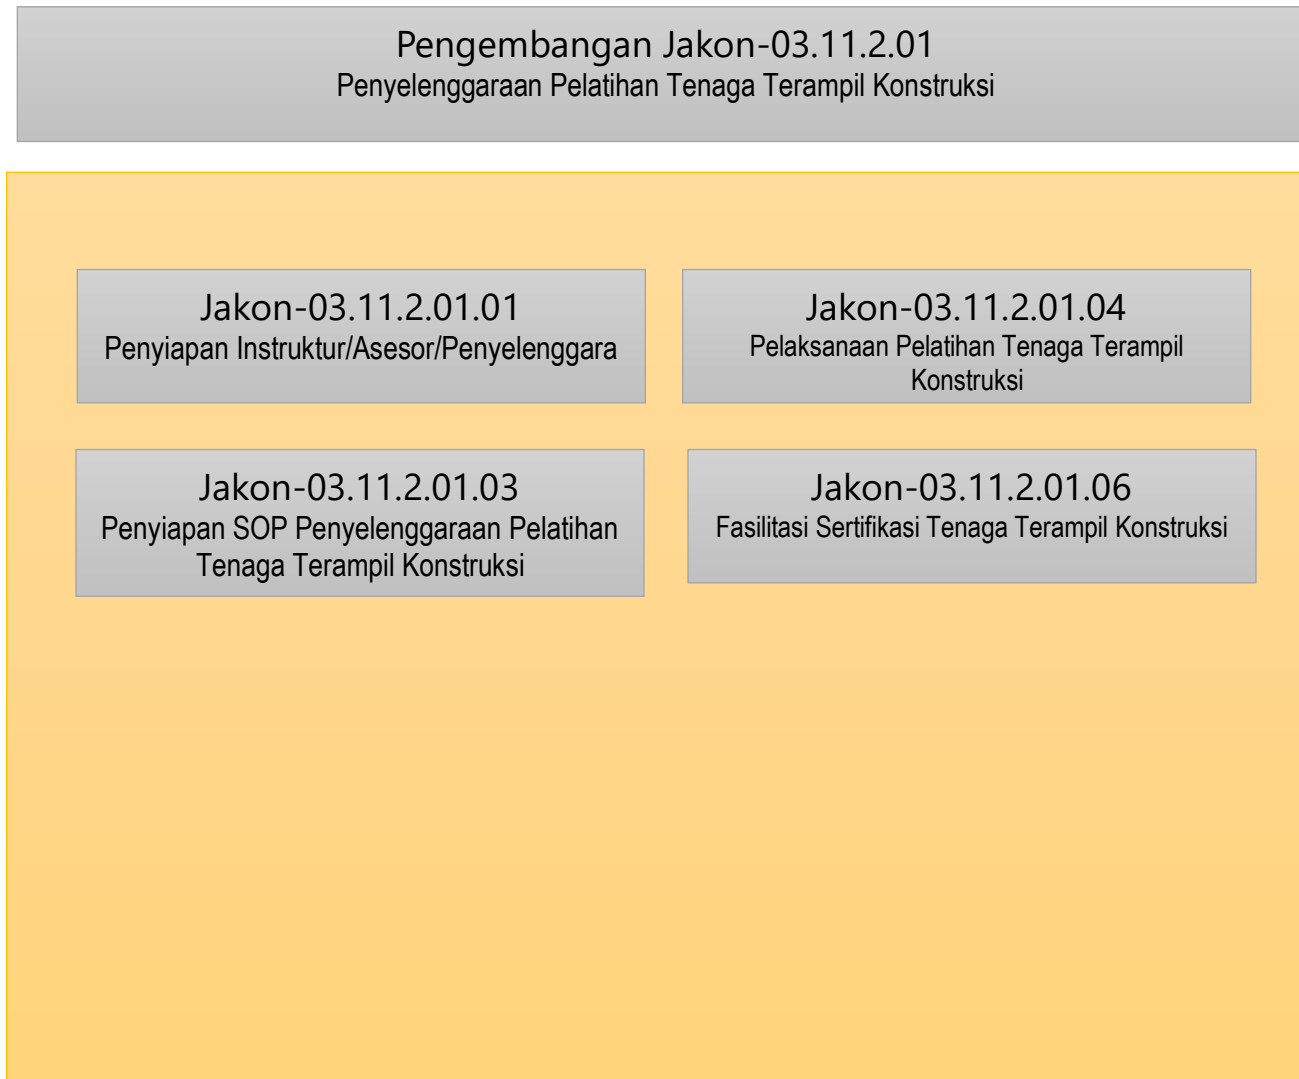 Pengembangan Jakon-03.11.2.01
Penyelenggaraan Pelatihan Tenaga Terampil Konstruksi
Jakon-03.11.2.01.01
Penyiapan Instruktur/Asesor/Penyelenggara
Jakon-03.11.2.01.04
Pelaksanaan Pelatihan Tenaga Terampil
Konstruksi
Jakon-03.11.2.01.03
Penyiapan SOP Penyelenggaraan Pelatihan
Tenaga Terampil Konstruksi
Jakon-03.11.2.01.06
Fasilitasi Sertifikasi Tenaga Terampil Konstruksi